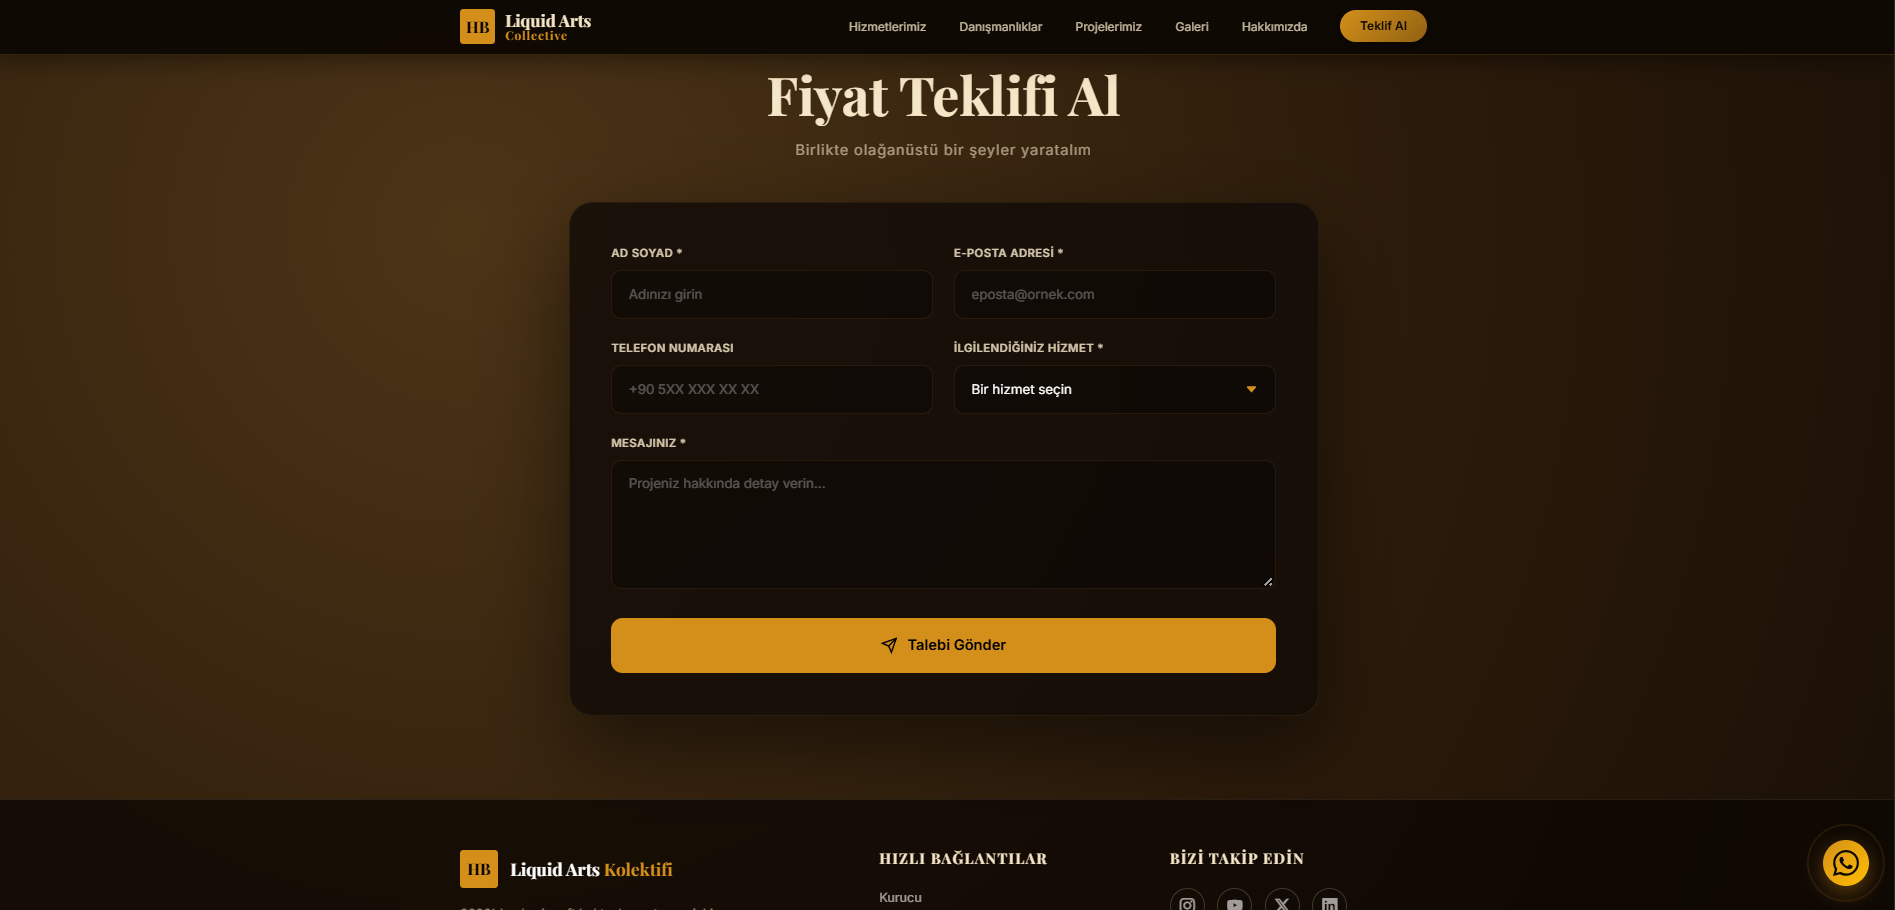 HB
Liquid Arts
Collective
Hizmetlerimiz
Danışmanlıklar
Projelerimiz
Galeri
Hakkımızda
Teklif Al
Fiyat Teklifi Al
Birlikte olağanüstü bir şeyler yaratalım
AD SOYAD *
E-POSTA ADRESİ *
Adınızı girin
eposta@ornek.com
TELEFON NUMARASI
İLGİLENDİĞİNİZ HİZMET *
+90 5XX XXX XX XX
Bir hizmet seçin
MESAJINIZ *
Projeniz hakkında detay verin...
Talebi Gönder
HB
Liquid Arts Kolektifi
HIZLI BAĞLANTILAR
BİZİ TAKİP EDİN
Kurucu